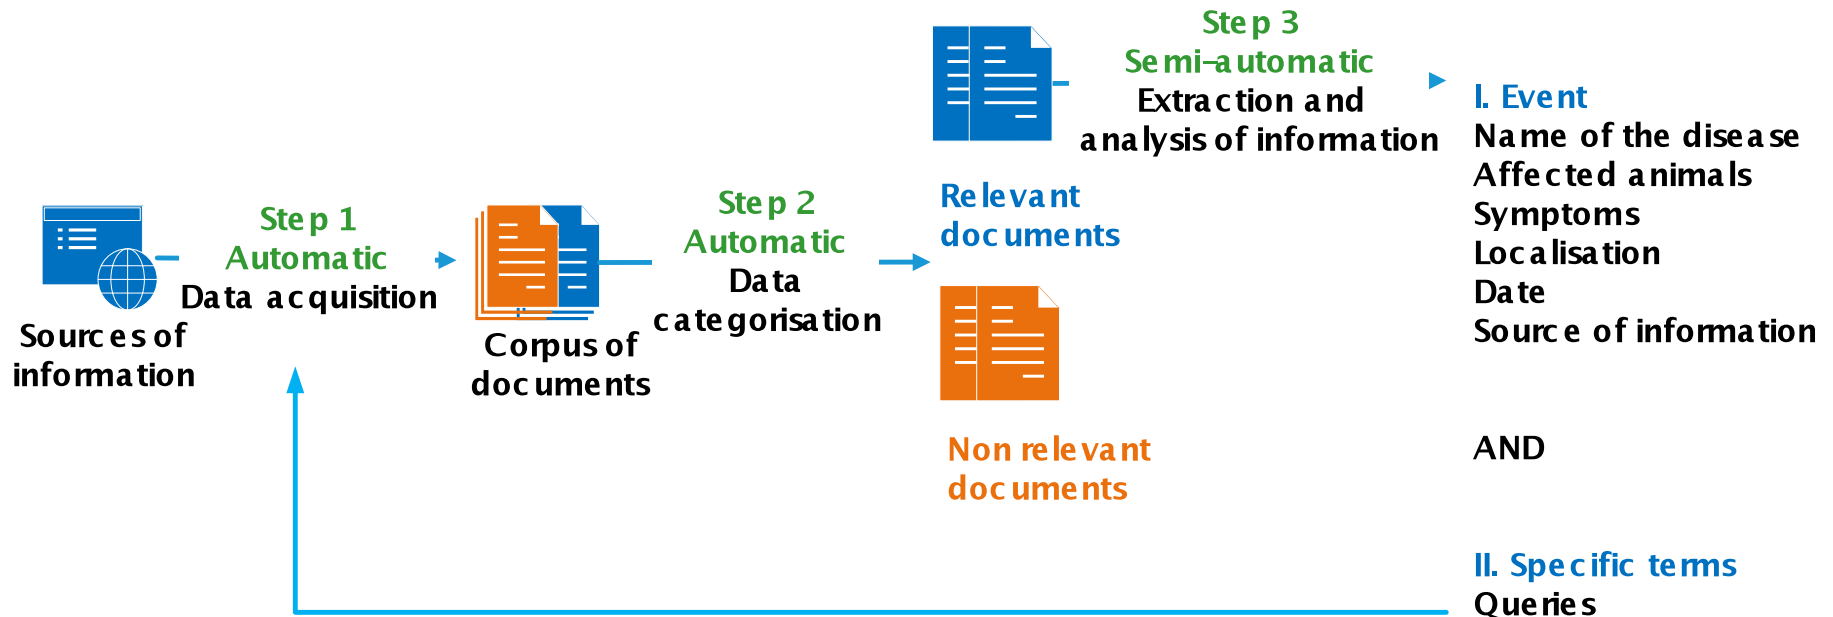 Sources of
information
Step 1
Automatic
Data acquisition
Corpus of
documents
Step 2
Automatic
Data
categorisation
Relevant
documents
Non relevant
documents
Step 3
Semi-automatic
Extraction and
analysis of information
I. Event
Name of the disease
Affected animals
Symptoms
Localisation
Date
Source of information
AND
II. Specific terms
Queries